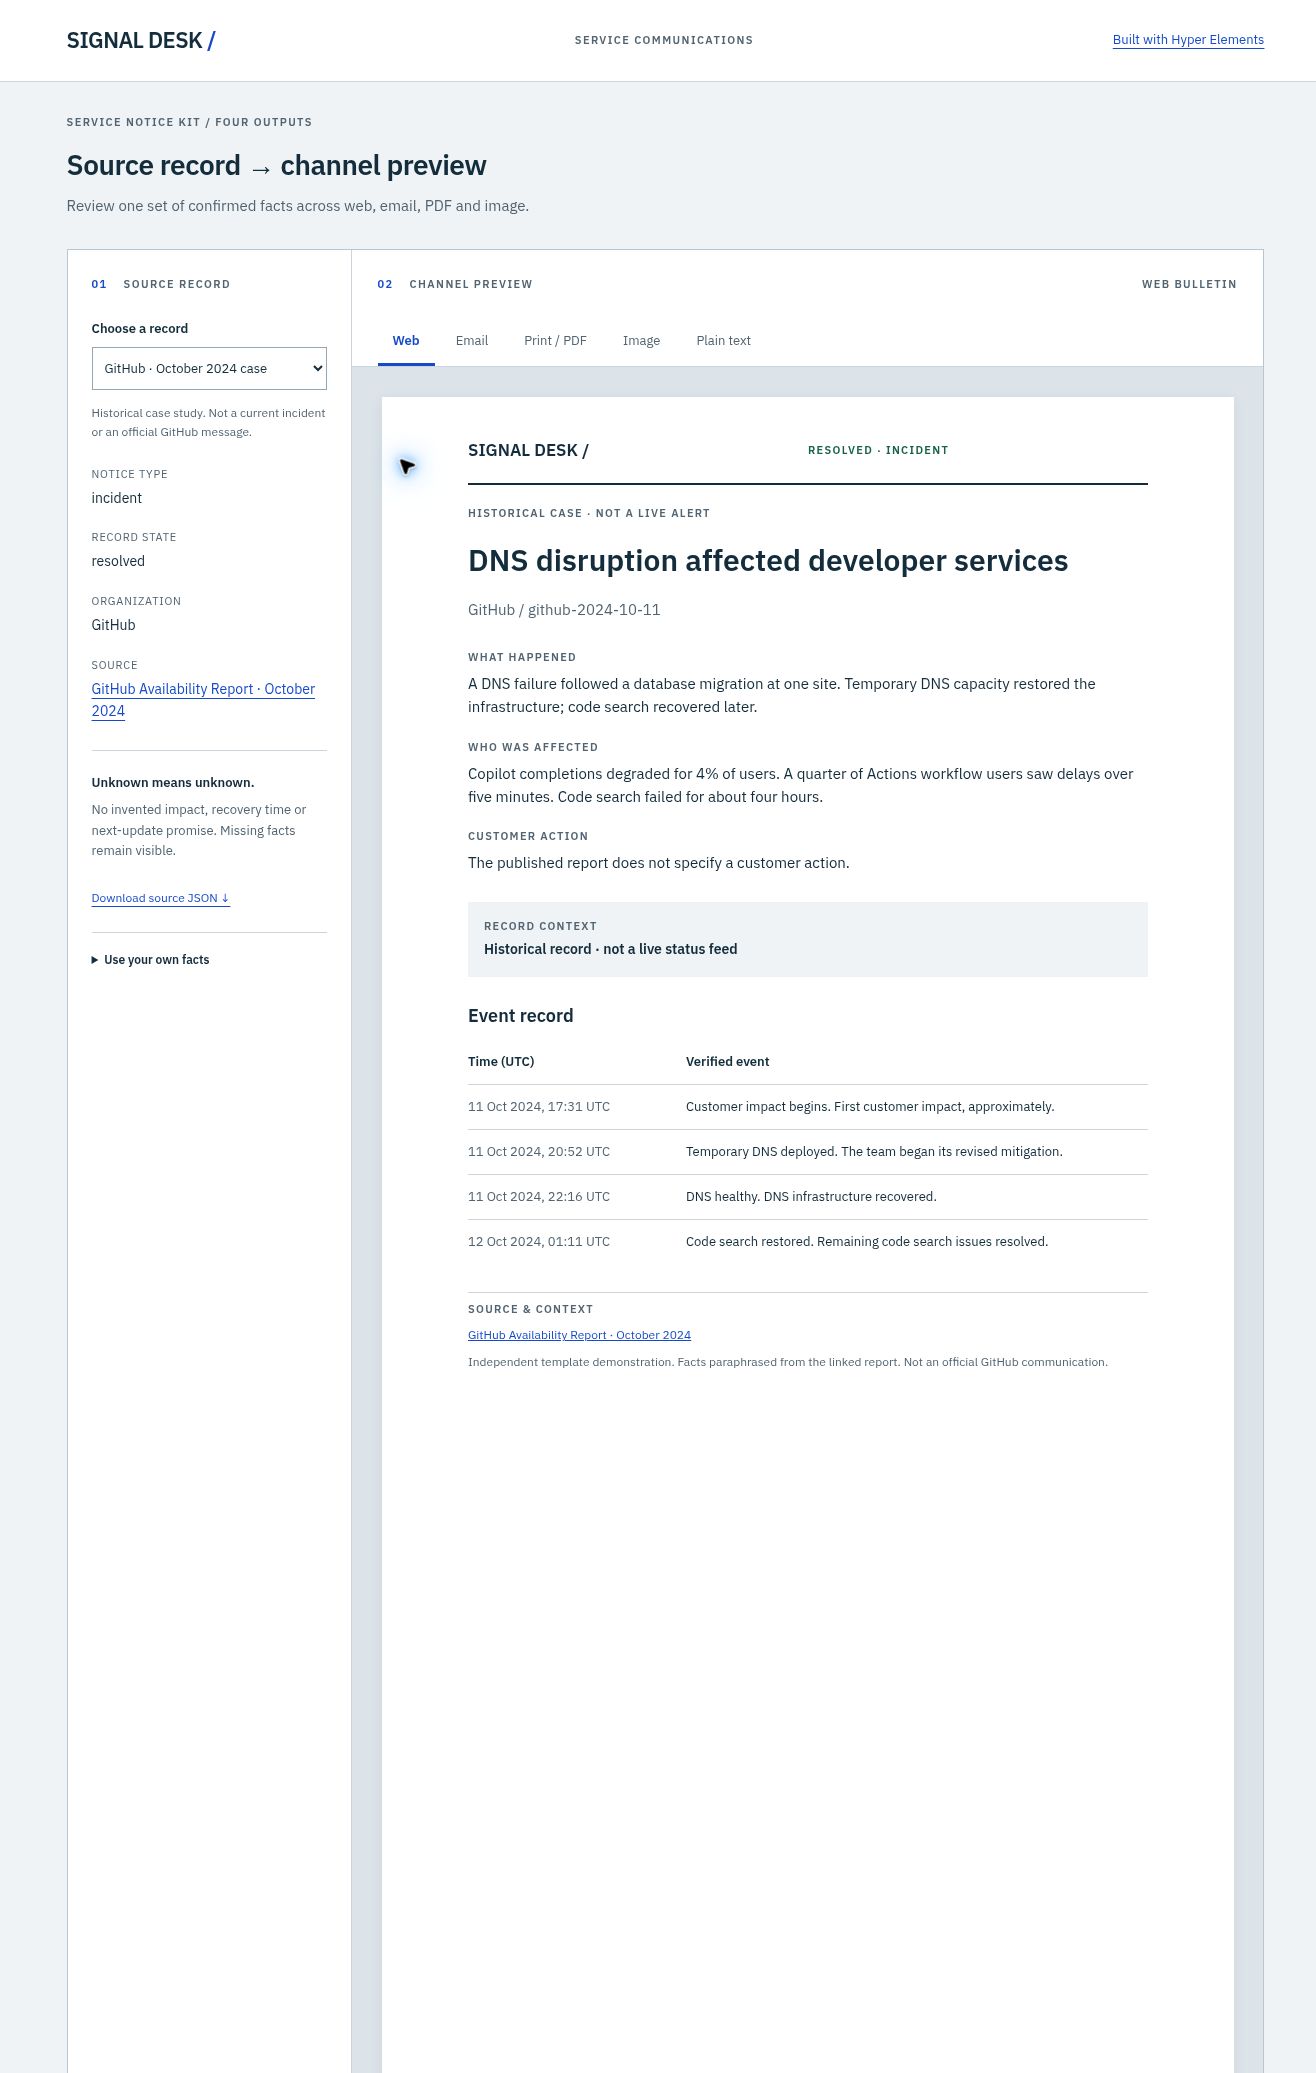 SIGNAL DESK /
SERVICE COMMUNICATIONS
Built with Hyper Elements
SERVICE NOTICE KIT / FOUR OUTPUTS
Source record → channel preview
Review one set of confirmed facts across web, email, PDF and image.
01 SOURCE RECORD
Choose a record
GitHub · October 2024 case
Historical case study. Not a current incident
or an official GitHub message.
NOTICE TYPE
incident
RECORD STATE
resolved
ORGANIZATION
GitHub
SOURCE
GitHub Availability Report · October
2024
Unknown means unknown.
No invented impact, recovery time or
next-update promise. Missing facts
remain visible.
Download source JSON ↓
▶ Use your own facts
02 CHANNEL PREVIEW
WEB BULLETIN
Web Email Print / PDF Image Plain text
SIGNAL DESK /
RESOLVED · INCIDENT
HISTORICAL CASE · NOT A LIVE ALERT
DNS disruption affected developer services
GitHub / github-2024-10-11
WHAT HAPPENED
A DNS failure followed a database migration at one site. Temporary DNS capacity restored the
infrastructure; code search recovered later.
WHO WAS AFFECTED
Copilot completions degraded for 4% of users. A quarter of Actions workflow users saw delays over
five minutes. Code search failed for about four hours.
CUSTOMER ACTION
The published report does not specify a customer action.
RECORD CONTEXT
Historical record · not a live status feed
Event record
Time (UTC) Verified event
11 Oct 2024, 17:31 UTC Customer impact begins. First customer impact, approximately.
11 Oct 2024, 20:52 UTC Temporary DNS deployed. The team began its revised mitigation.
11 Oct 2024, 22:16 UTC DNS healthy. DNS infrastructure recovered.
12 Oct 2024, 01:11 UTC Code search restored. Remaining code search issues resolved.
SOURCE & CONTEXT
GitHub Availability Report · October 2024
Independent template demonstration. Facts paraphrased from the linked report. Not an official GitHub communication.